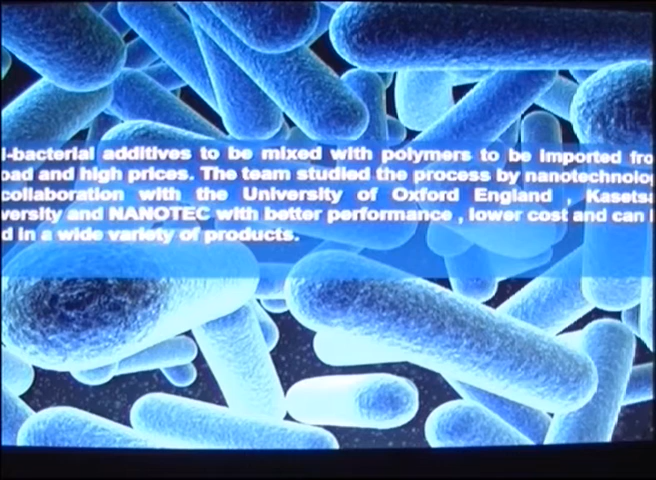 l-bacterial additives to be mixed with polymers to be imported fro
oad and high prices. The team studied the process by nanotechnolog
collaboration with the University of Oxford England , Kasetsa
versity and NANOTEC with better performance , lower cost and can
d in a wide variety of products.